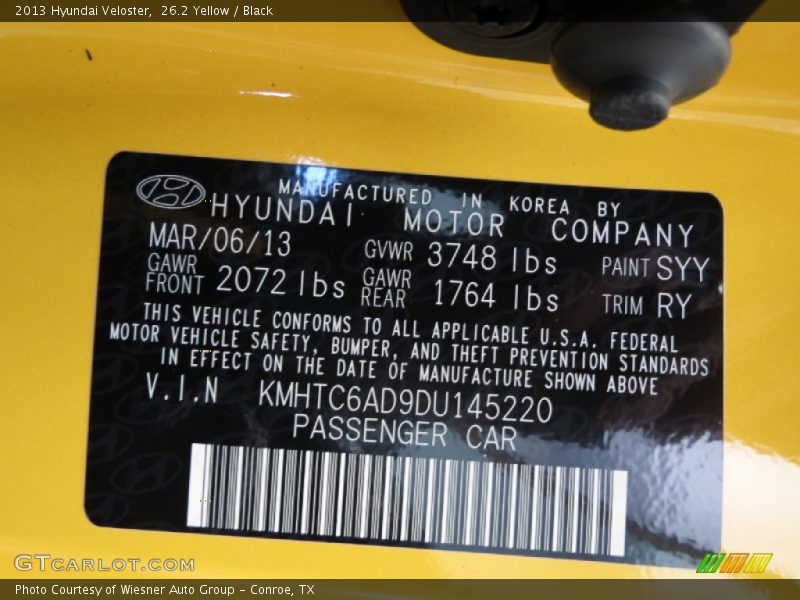 2013 Hyundai Veloster, 26.2 Yellow / Black
MANUFACTURED IN KOREA BY
HYUNDAI MOTOR COMPANY
MAR/06/13 GVWR 3748 lbs PAINT SYY
GAWR FRONT 2072 lbs GAWR REAR 1764 lbs TRIM RY
THIS VEHICLE CONFORMS TO ALL APPLICABLE U.S.A. FEDERAL
MOTOR VEHICLE SAFETY, BUMPER, AND THEFT PREVENTION STANDARDS
IN EFFECT ON THE DATE OF MANUFACTURE SHOWN ABOVE
V.I.N KMHTC6AD9DU145220
PASSENGER CAR
GTCARLOT.COM
Photo Courtesy of Wiesner Auto Group - Conroe, TX